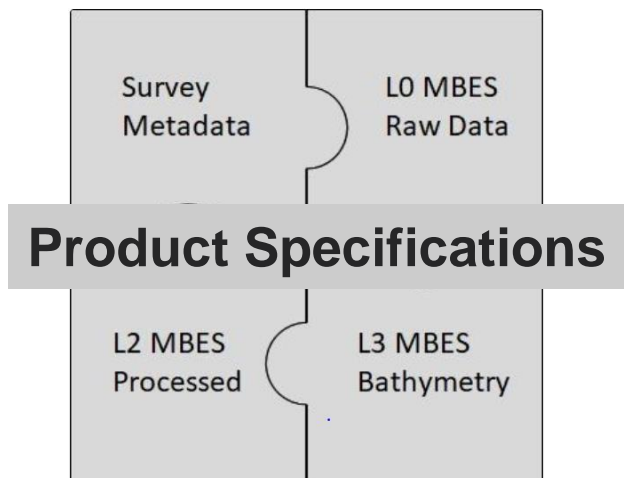 Survey
Metadata
L0 MBES
Raw Data
Product Specifications
L2 MBES
Processed
L3 MBES
Bathymetry